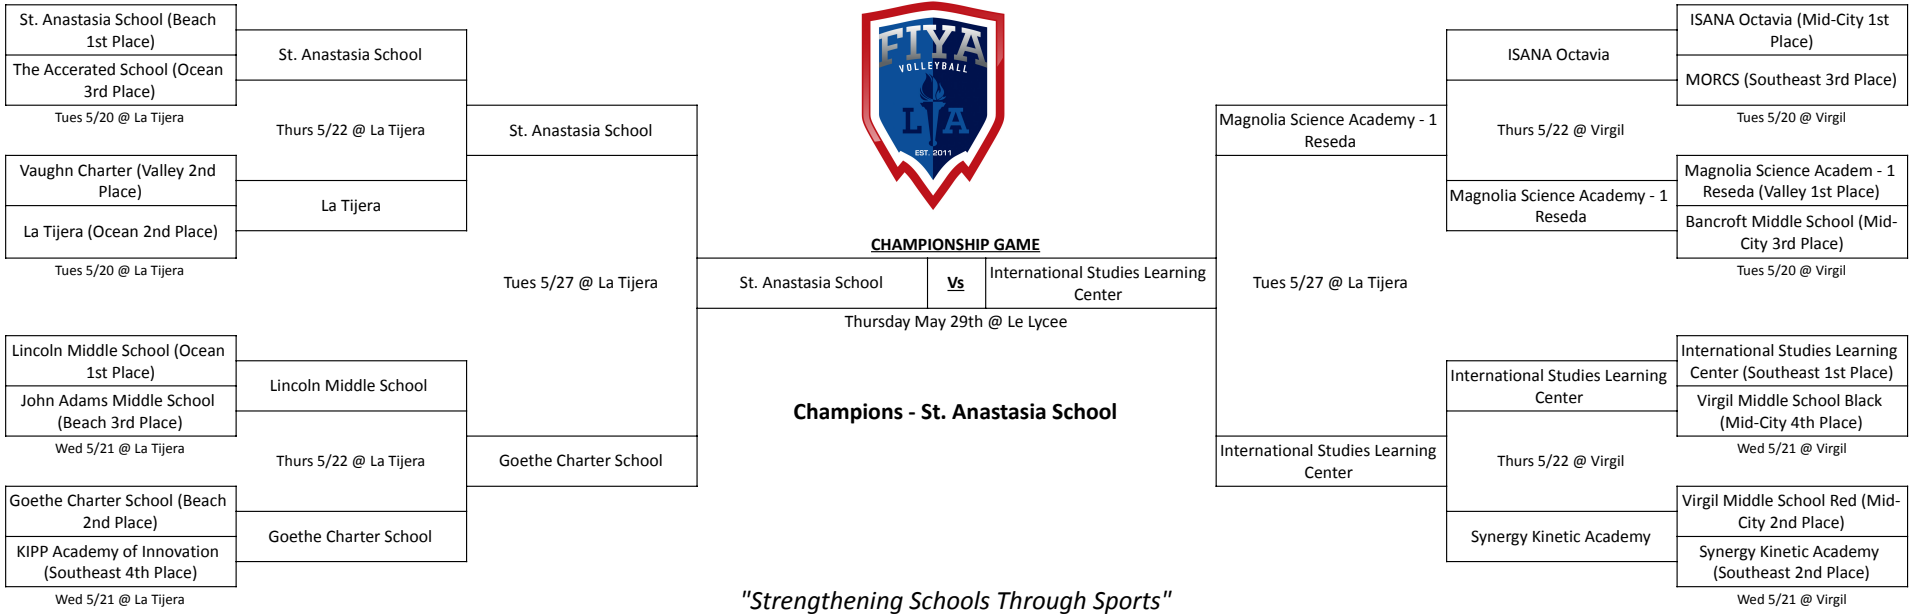 St. Anastasia School (Beach
1st Place)
The Accerated School (Ocean
3rd Place)
Tues 5/20 @ La Tijera
Vaughn Charter (Valley 2nd
Place)
La Tijera (Ocean 2nd Place)
Tues 5/20 @ La Tijera
Lincoln Middle School (Ocean
1st Place)
John Adams Middle School
(Beach 3rd Place)
Wed 5/21 @ La Tijera
Goethe Charter School (Beach
2nd Place)
KIPP Academy of Innovation
(Southeast 4th Place)
Wed 5/21 @ La Tijera
St. Anastasia School
Thurs 5/22 @ La Tijera
La Tijera
Lincoln Middle School
Thurs 5/22 @ La Tijera
Goethe Charter School
St. Anastasia School
Tues 5/27 @ La Tijera
Goethe Charter School
FIYA
VOLLEYBALL
LA
EST. 2011
CHAMPIONSHIP GAME
St. Anastasia School
Vs
International Studies Learning
Center
Thursday May 29th @ Le Lycee
Champions - St. Anastasia School
"Strengthening Schools Through Sports"
Magnolia Science Academy - 1
Reseda
Tues 5/27 @ La Tijera
International Studies Learning
Center
ISANA Octavia
Thurs 5/22 @ Virgil
Magnolia Science Academy - 1
Reseda
International Studies Learning
Center
Thurs 5/22 @ Virgil
Synergy Kinetic Academy
ISANA Octavia (Mid-City 1st
Place)
MORCS (Southeast 3rd Place)
Tues 5/20 @ Virgil
Magnolia Science Academ - 1
Reseda (Valley 1st Place)
Bancroft Middle School (Mid-
City 3rd Place)
Tues 5/20 @ Virgil
International Studies Learning
Center (Southeast 1st Place)
Virgil Middle School Black
(Mid-City 4th Place)
Wed 5/21 @ Virgil
Virgil Middle School Red (Mid-
City 2nd Place)
Synergy Kinetic Academy
(Southeast 2nd Place)
Wed 5/21 @ Virgil